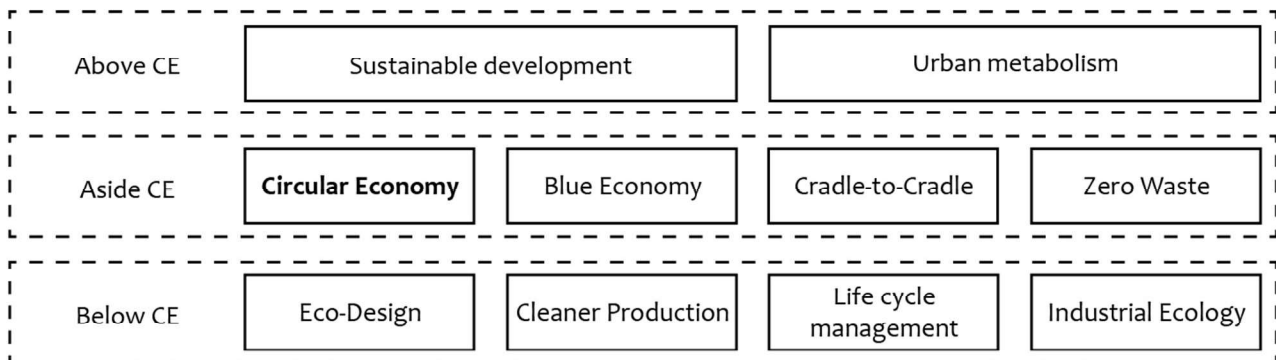 Above CE
Sustainable development
Urban metabolism
Aside CE
Circular Economy
Blue Economy
Cradle-to-Cradle
Zero Waste
Below CE
Eco-Design
Cleaner Production
Life cycle
management
Industrial Ecology